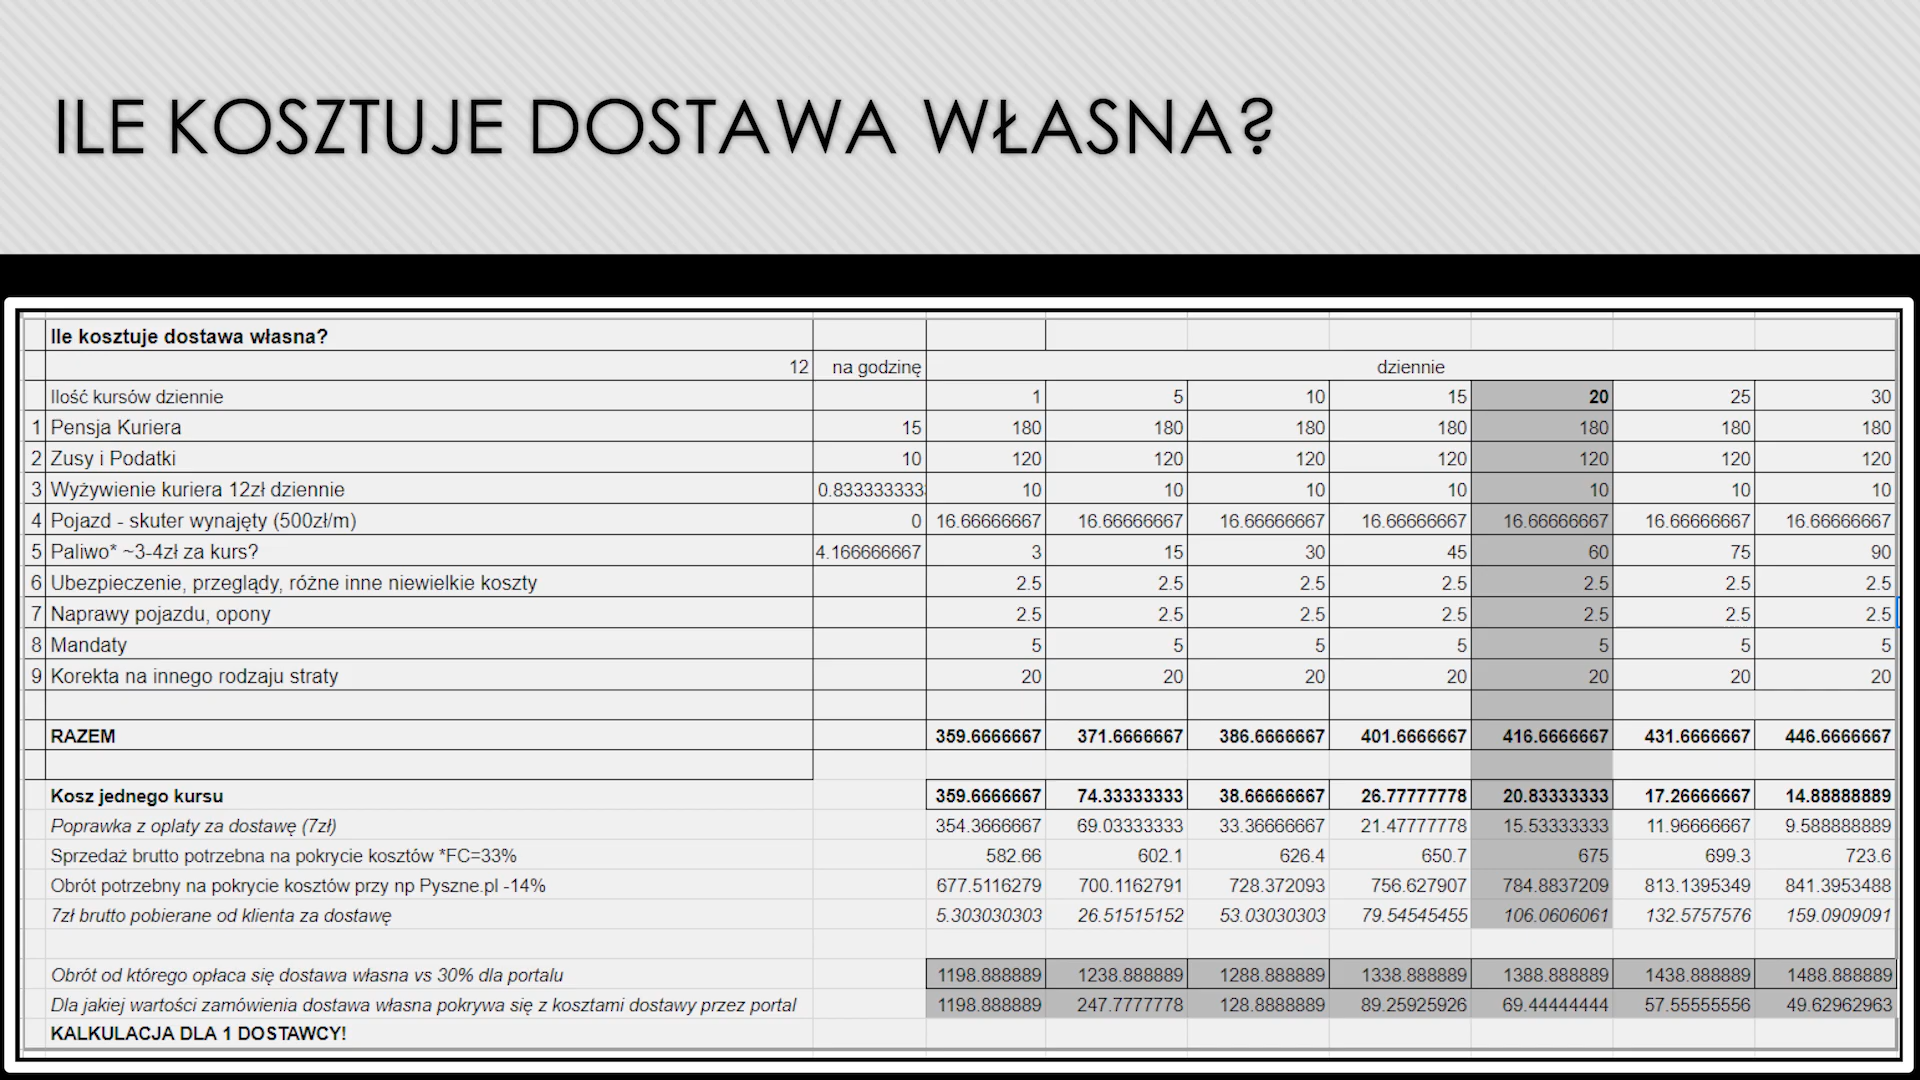 ILE KOSZTUJE DOSTAWA WŁASNA?
Ile kosztuje dostawa własna?
12 na godzinę dziennie
Ilość kursów dziennie 1 5 10 15 20 25 30
1 Pensja Kuriera 15 180 180 180 180 180 180 180
2 Zusy i Podatki 10 120 120 120 120 120 120 120
3 Wyżywienie kuriera 12zł dziennie 0.833333333 10 10 10 10 10 10 10
4 Pojazd - skuter wynajęty (500zł/m) 0 16.66666667 16.66666667 16.66666667 16.66666667 16.66666667 16.66666667 16.66666667
5 Paliwo* ~3-4zł za kurs? 4.166666667 3 15 30 45 60 75 90
6 Ubezpieczenie, przeglądy, różne inne niewielkie koszty 2.5 2.5 2.5 2.5 2.5 2.5 2.5
7 Naprawy pojazdu, opony 2.5 2.5 2.5 2.5 2.5 2.5 2.5
8 Mandaty 5 5 5 5 5 5 5
9 Korekta na innego rodzaju straty 20 20 20 20 20 20 20
RAZEM 359.6666667 371.6666667 386.6666667 401.6666667 416.6666667 431.6666667 446.6666667
Kosz jednego kursu 359.6666667 74.33333333 38.66666667 26.77777778 20.83333333 17.26666667 14.88888889
Poprawka z oplaty za dostawę (7zł) 354.3666667 69.03333333 33.36666667 21.47777778 15.53333333 11.96666667 9.588888889
Sprzedaż brutto potrzebna na pokrycie kosztów *FC=33% 582.66 602.1 626.4 650.7 675 699.3 723.6
Obrót potrzebny na pokrycie kosztów przy np Pyszne.pl -14% 677.5116279 700.1162791 728.372093 756.627907 784.8837209 813.1395349 841.3953488
7zł brutto pobierane od klienta za dostawę 5.303030303 26.51515152 53.03030303 79.54545455 106.0606061 132.5757576 159.0909091
Obrót od którego opłaca się dostawa własna vs 30% dla portalu 1198.888889 1238.888889 1288.888889 1338.888889 1388.888889 1438.888889 1488.888889
Dla jakiej wartości zamówienia dostawa własna pokrywa się z kosztami dostawy przez portal 1198.888889 247.7777778 128.8888889 89.25925926 69.44444444 57.55555556 49.62962963
KALKULACJA DLA 1 DOSTAWCY!